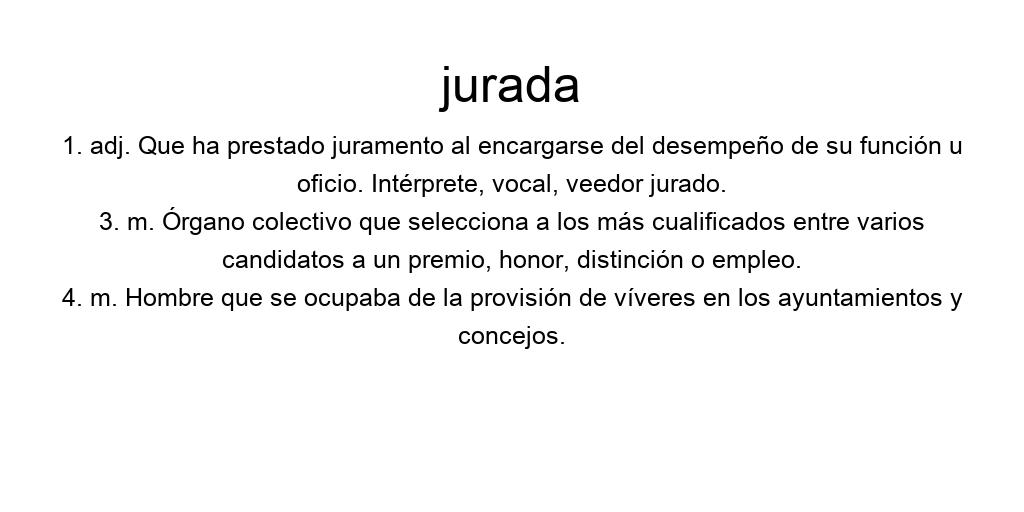 jurada
1. adj. Que ha prestado juramento al encargarse del desempeño de su función u
oficio. Intérprete, vocal, veedor jurado.
3. m. Órgano colectivo que selecciona a los más cualificados entre varios
candidatos a un premio, honor, distinción o empleo.
4. m. Hombre que se ocupaba de la provisión de víveres en los ayuntamientos y
concejos.